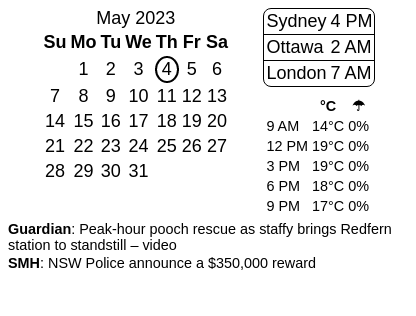 May 2023
Su Mo Tu We Th Fr Sa
1 2 3 4 5 6
7 8 9 10 11 12 13
14 15 16 17 18 19 20
21 22 23 24 25 26 27
28 29 30 31
Sydney 4 PM
Ottawa 2 AM
London 7 AM
°C ☂
9 AM 14°C 0%
12 PM 19°C 0%
3 PM 19°C 0%
6 PM 18°C 0%
9 PM 17°C 0%
Guardian: Peak-hour pooch rescue as staffy brings Redfern
station to standstill – video
SMH: NSW Police announce a $350,000 reward